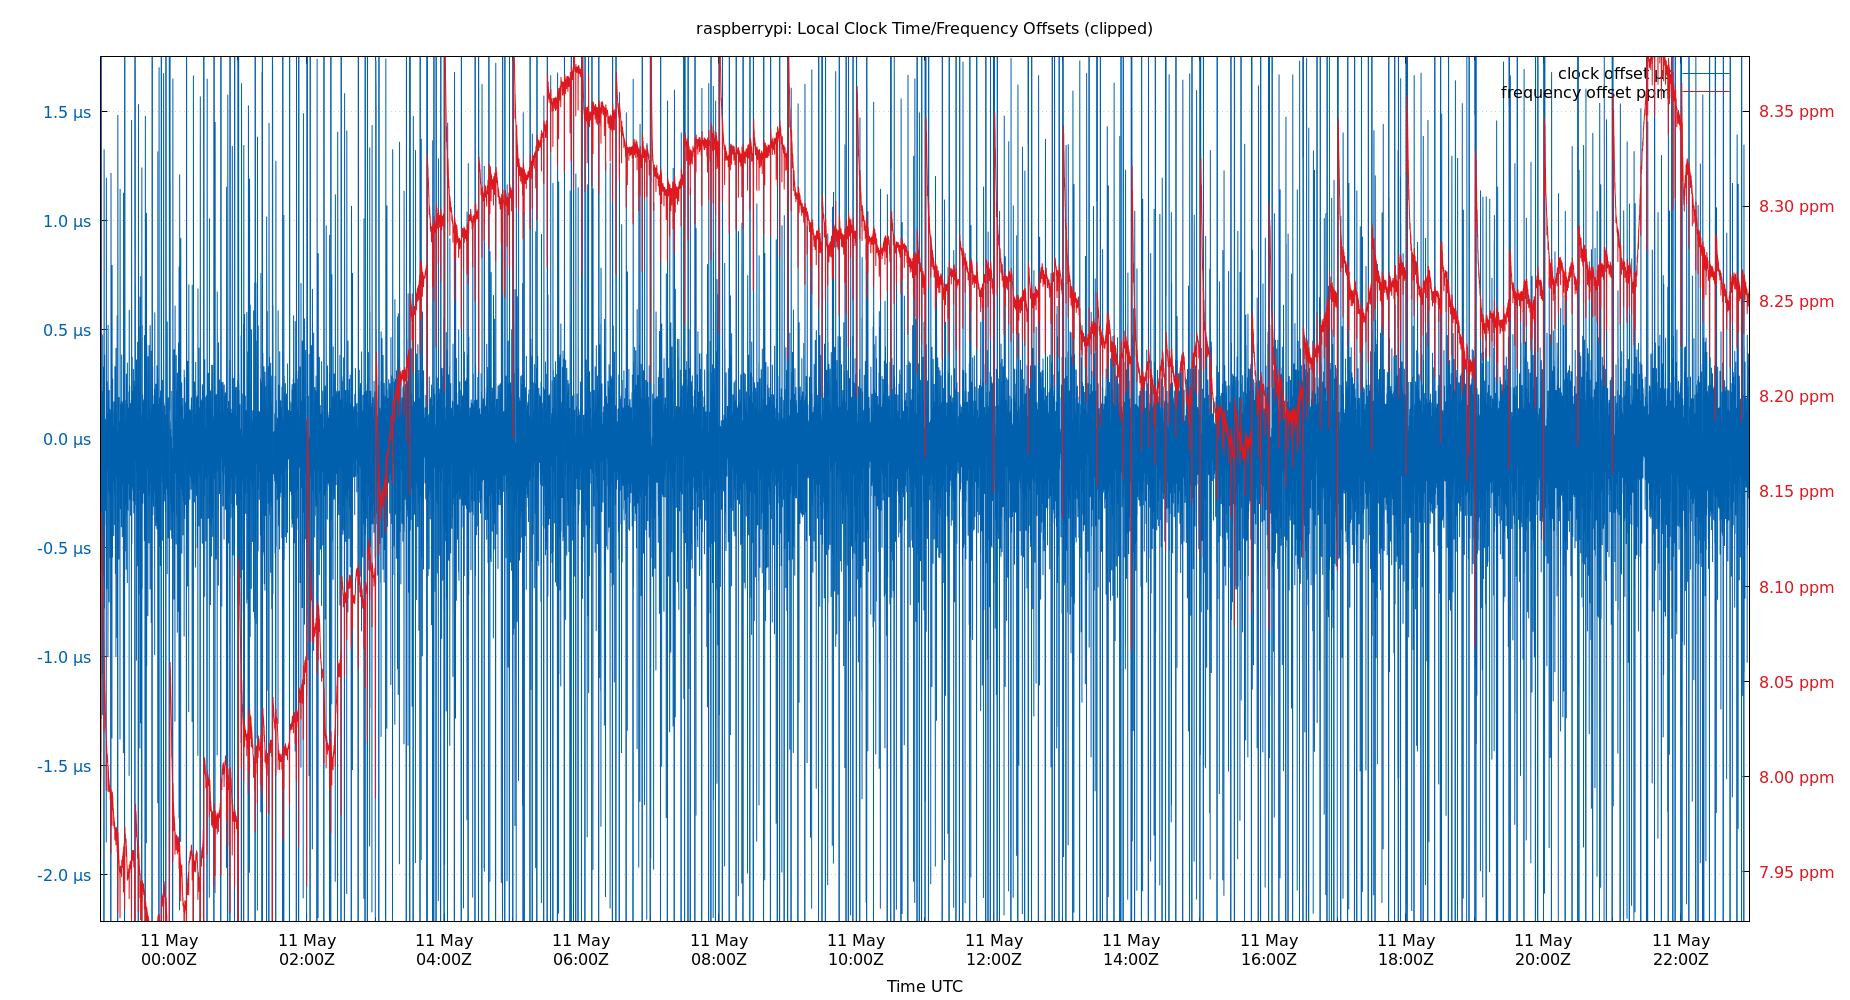 raspberrypi: Local Clock Time/Frequency Offsets (clipped)
clock offset µs
frequency offset ppm
1.5 µs
1.0 µs
0.5 µs
0.0 µs
-0.5 µs
-1.0 µs
-1.5 µs
-2.0 µs
8.35 ppm
8.30 ppm
8.25 ppm
8.20 ppm
8.15 ppm
8.10 ppm
8.05 ppm
8.00 ppm
7.95 ppm
11 May 11 May 11 May 11 May 11 May 11 May 11 May 11 May 11 May 11 May 11 May 11 May
00:00Z 02:00Z 04:00Z 06:00Z 08:00Z 10:00Z 12:00Z 14:00Z 16:00Z 18:00Z 20:00Z 22:00Z
Time UTC